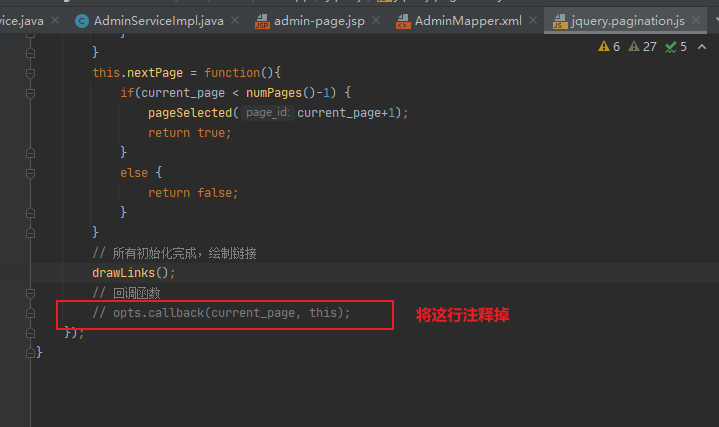 vice.java AdminServiceImpl.java admin-page.jsp AdminMapper.xml jquery.pagination.js
6 27 5
}
}
this.nextPage = function(){
if(current_page < numPages()-1) {
pageSelected( page_id: current_page+1);
return true;
}
else {
return false;
}
}
// 所有初始化完成，绘制链接
drawLinks();
// 回调函数
// opts.callback(current_page, this);
将这行注释掉
});
}